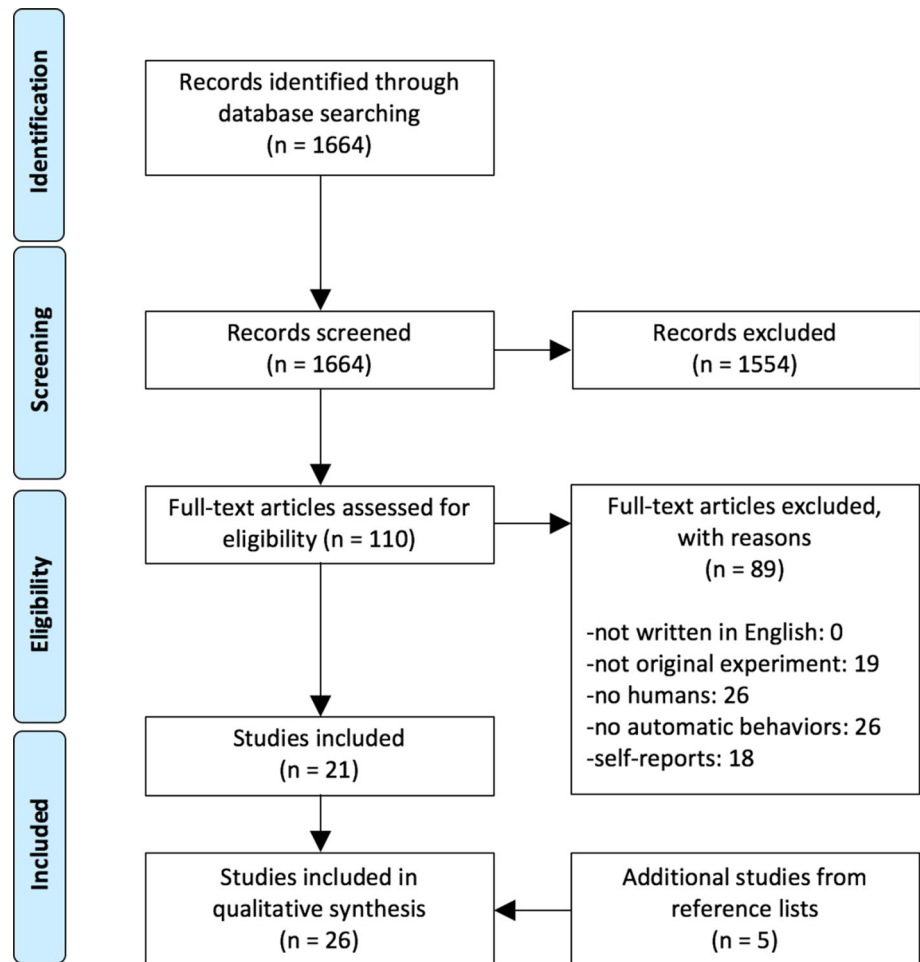 Identification
Records identified through
database searching
(n = 1664)
Screening
Records screened
(n = 1664)
Records excluded
(n = 1554)
Eligibility
Full-text articles assessed for
eligibility (n = 110)
Full-text articles excluded,
with reasons
(n = 89)
-not written in English: 0
-not original experiment: 19
-no humans: 26
-no automatic behaviors: 26
-self-reports: 18
Studies included
(n = 21)
Included
Studies included in
qualitative synthesis
(n = 26)
Additional studies from
reference lists
(n = 5)